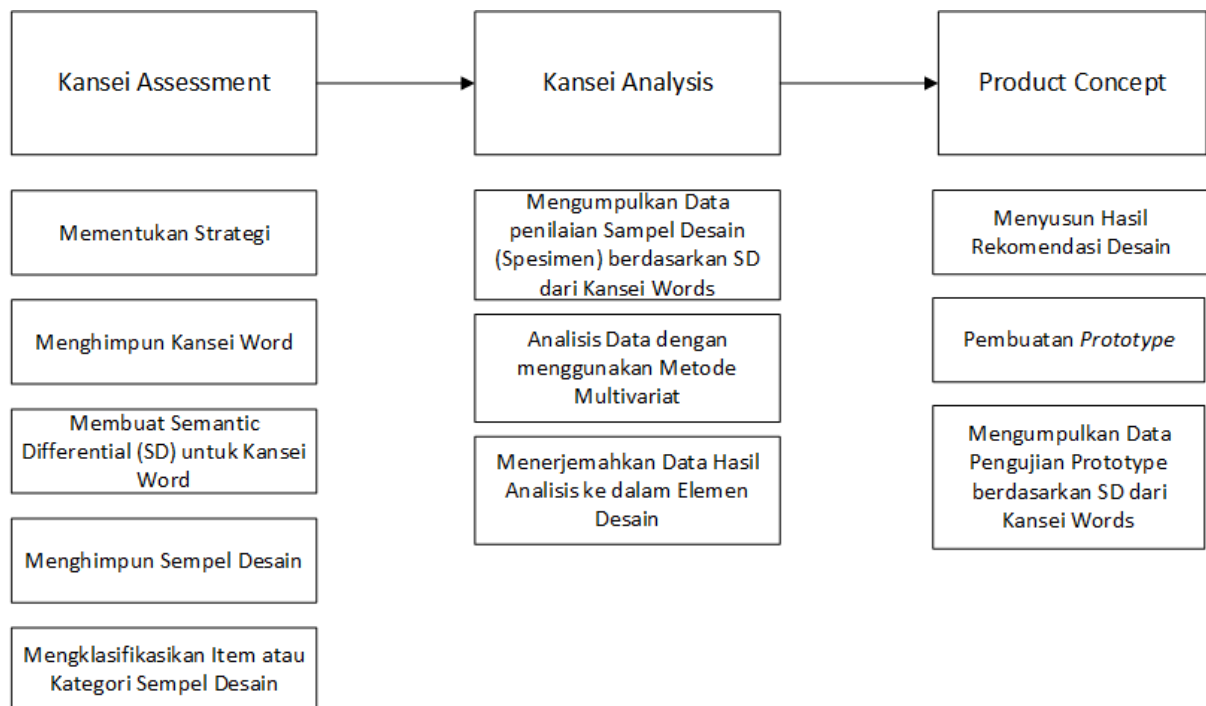 Kansei Assessment
Kansei Analysis
Product Concept
Mementukan Strategi
Menghimpun Kansei Word
Membuat Semantic
Differential (SD) untuk Kansei
Word
Menghimpun Sempel Desain
Mengklasifikasikan Item atau
Kategori Sempel Desain
Mengumpulkan Data
penilaian Sampel Desain
(Spesimen) berdasarkan SD
dari Kansei Words
Analisis Data dengan
menggunakan Metode
Multivariat
Menerjemahkan Data Hasil
Analisis ke dalam Elemen
Desain
Menyusun Hasil
Rekomendasi Desain
Pembuatan Prototype
Mengumpulkan Data
Pengujian Prototype
berdasarkan SD dari
Kansei Words